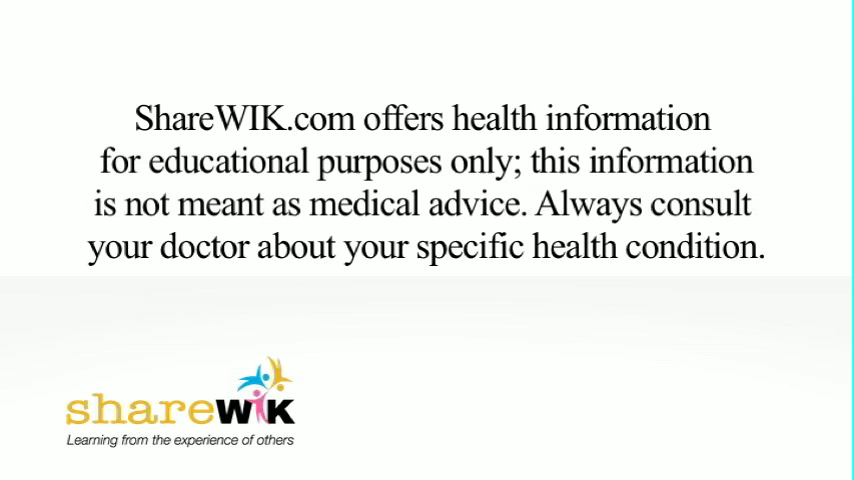 ShareWIK.com offers health information
for educational purposes only; this information
is not meant as medical advice. Always consult
your doctor about your specific health condition.
shareWiK
Learning from the experience of others